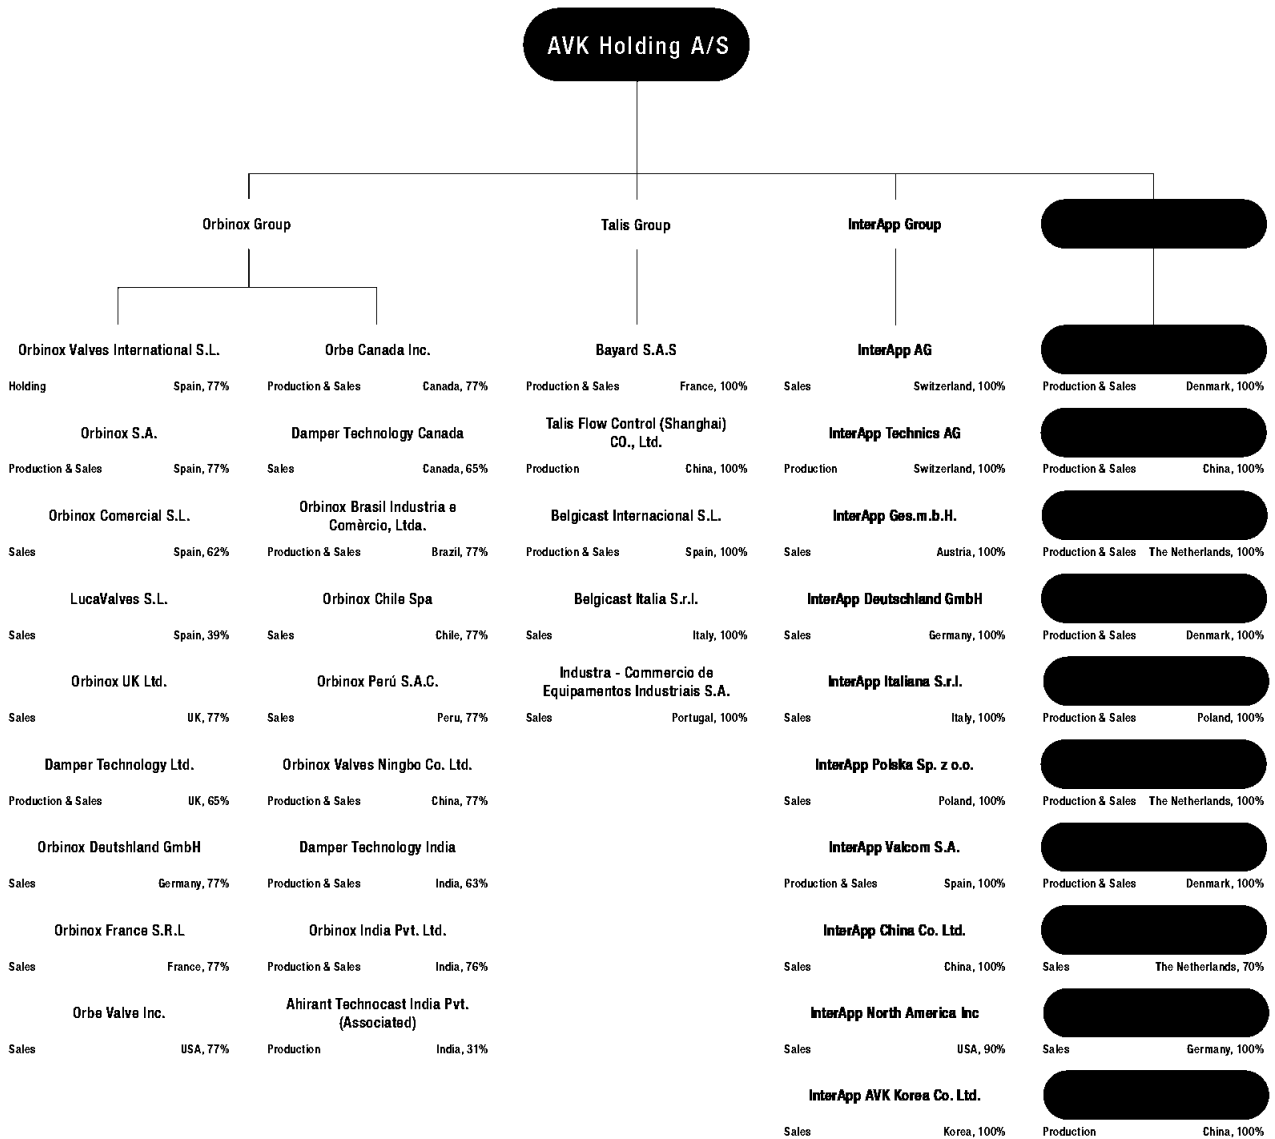 AVK Holding A/S
Orbinox Group
Talis Group
InterApp Group
Orbinox Valves International S.L.
Holding
Spain, 77%
Orbinox S.A.
Production & Sales
Spain, 77%
Orbinox Comercial S.L.
Sales
Spain, 62%
LucaValves S.L.
Sales
Spain, 39%
Orbinox UK Ltd.
Sales
UK, 77%
Damper Technology Ltd.
Production & Sales
UK, 65%
Orbinox Deutshland GmbH
Sales
Germany, 77%
Orbinox France S.R.L
Sales
France, 77%
Orbe Valve Inc.
Sales
USA, 77%
Orbe Canada Inc.
Production & Sales
Canada, 77%
Damper Technology Canada
Sales
Canada, 65%
Orbinox Brasil Industria e
Comèrcio, Ltda.
Production & Sales
Brazil, 77%
Orbinox Chile Spa
Sales
Chile, 77%
Orbinox Perú S.A.C.
Sales
Peru, 77%
Orbinox Valves Ningbo Co. Ltd.
Production & Sales
China, 77%
Damper Technology India
Production & Sales
India, 63%
Orbinox India Pvt. Ltd.
Production & Sales
India, 76%
Ahirant Technocast India Pvt.
(Associated)
Production
India, 31%
Bayard S.A.S
Production & Sales
France, 100%
Talis Flow Control (Shanghai)
CO., Ltd.
Production
China, 100%
Belgicast Internacional S.L.
Production & Sales
Spain, 100%
Belgicast Italia S.r.l.
Sales
Italy, 100%
Industra - Commercio de
Equipamentos Industriais S.A.
Sales
Portugal, 100%
InterApp AG
Sales
Switzerland, 100%
InterApp Technics AG
Production
Switzerland, 100%
InterApp Ges.m.b.H.
Sales
Austria, 100%
InterApp Deutschland GmbH
Sales
Germany, 100%
InterApp Italiana S.r.l.
Sales
Italy, 100%
InterApp Polska Sp. z o.o.
Sales
Poland, 100%
InterApp Valcom S.A.
Production & Sales
Spain, 100%
InterApp China Co. Ltd.
Sales
China, 100%
InterApp North America Inc
Sales
USA, 90%
InterApp AVK Korea Co. Ltd.
Sales
Korea, 100%
Production & Sales
Denmark, 100%
Production & Sales
China, 100%
Production & Sales
The Netherlands, 100%
Production & Sales
Denmark, 100%
Production & Sales
Poland, 100%
Production & Sales
The Netherlands, 100%
Production & Sales
Denmark, 100%
Sales
The Netherlands, 70%
Sales
Germany, 100%
Production
China, 100%